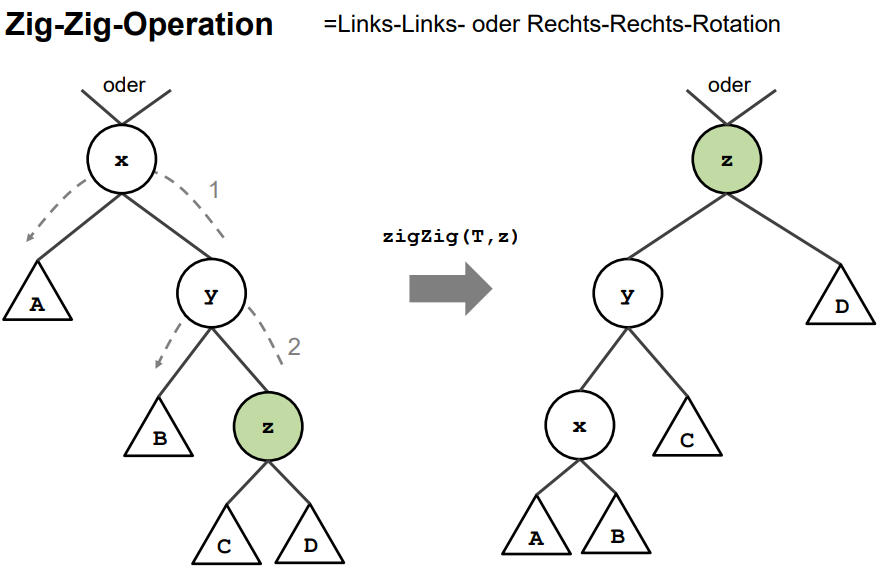 Zig-Zig-Operation
=Links-Links- oder Rechts-Rechts-Rotation
oder
oder
x
z
1
zigZig(T,z)
A
y
y
D
2
B
z
x
C
C
D
A
B